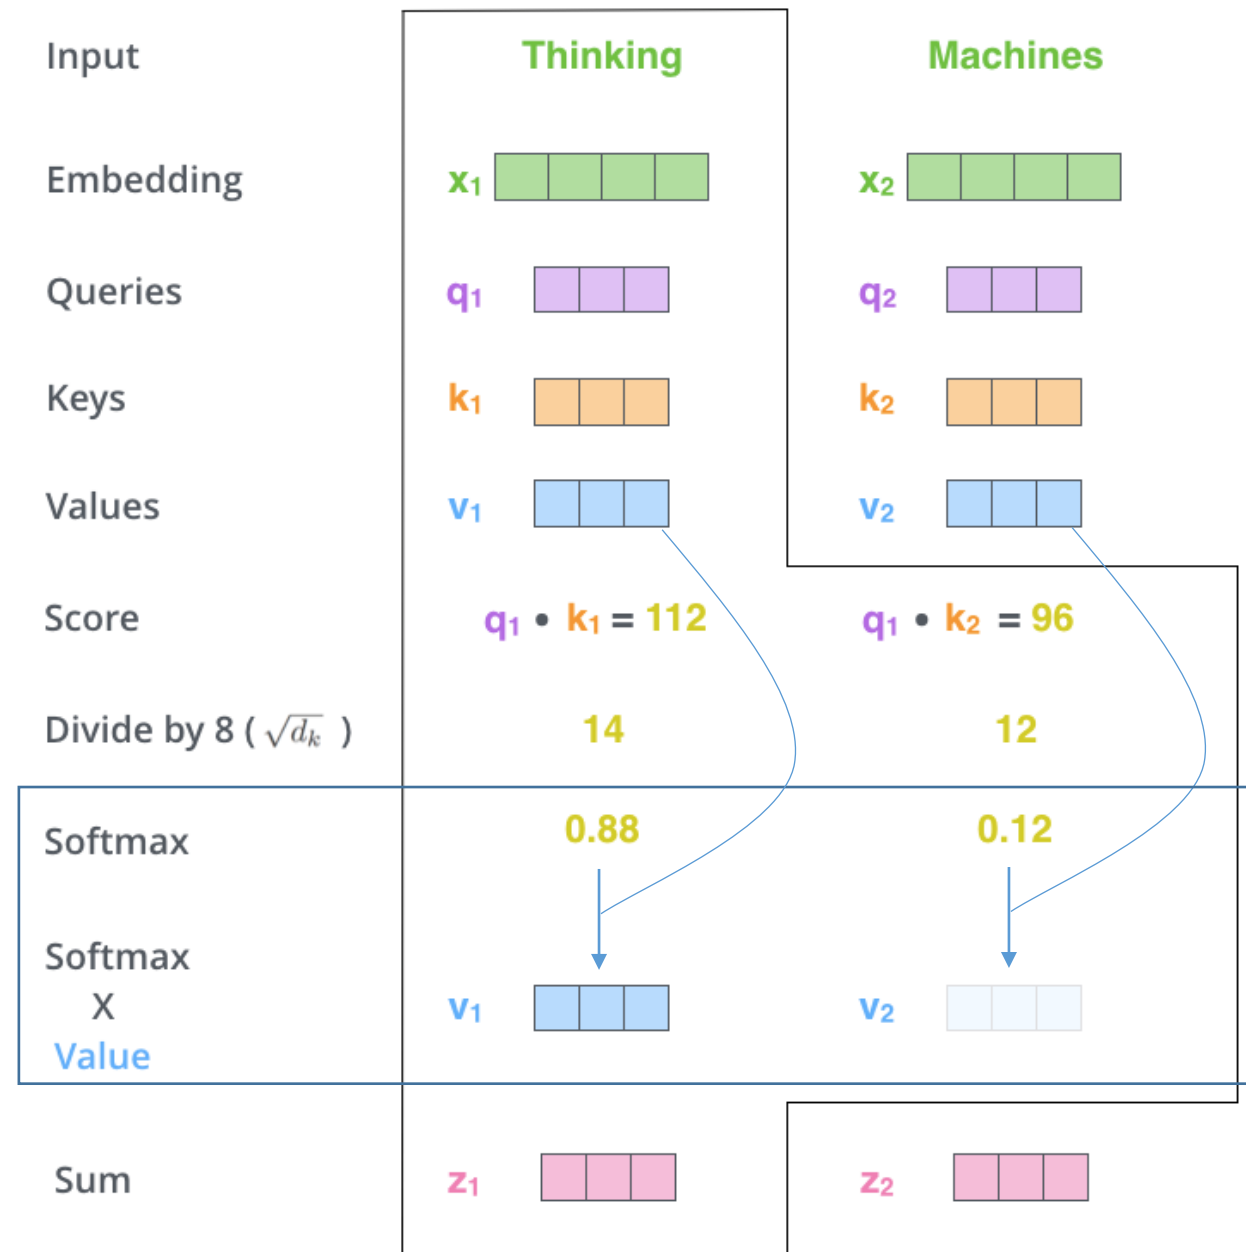 Input Thinking Machines
Embedding x₁ x₂
Queries q₁ q₂
Keys k₁ k₂
Values v₁ v₂
Score q₁ • k₁ = 112 q₁ • k₂ = 96
Divide by 8 ( √dₖ ) 14 12
Softmax 0.88 0.12
Softmax
X v₁ v₂
Value
Sum z₁ z₂